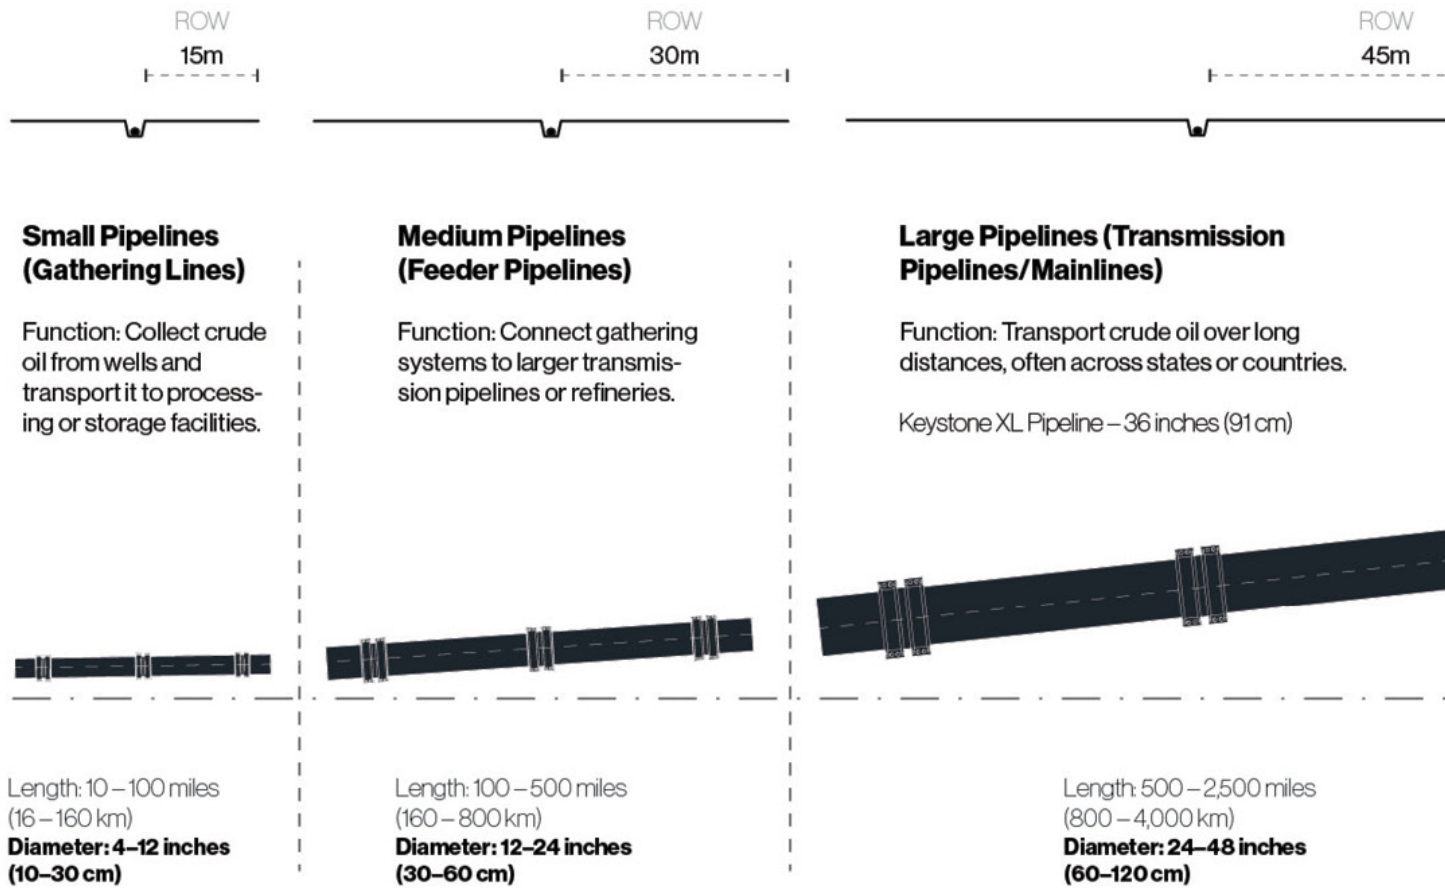 ROW
15m
ROW
30m
ROW
45m
Small Pipelines
(Gathering Lines)
Function: Collect crude
oil from wells and
transport it to process-
ing or storage facilities.
Medium Pipelines
(Feeder Pipelines)
Function: Connect gathering
systems to larger transmis-
sion pipelines or refineries.
Large Pipelines (Transmission
Pipelines/Mainlines)
Function: Transport crude oil over long
distances, often across states or countries.
Keystone XL Pipeline – 36 inches (91 cm)
Length: 10 – 100 miles
(16 – 160 km)
Diameter: 4–12 inches
(10–30 cm)
Length: 100 – 500 miles
(160 – 800 km)
Diameter: 12–24 inches
(30–60 cm)
Length: 500 – 2,500 miles
(800 – 4,000 km)
Diameter: 24–48 inches
(60–120 cm)